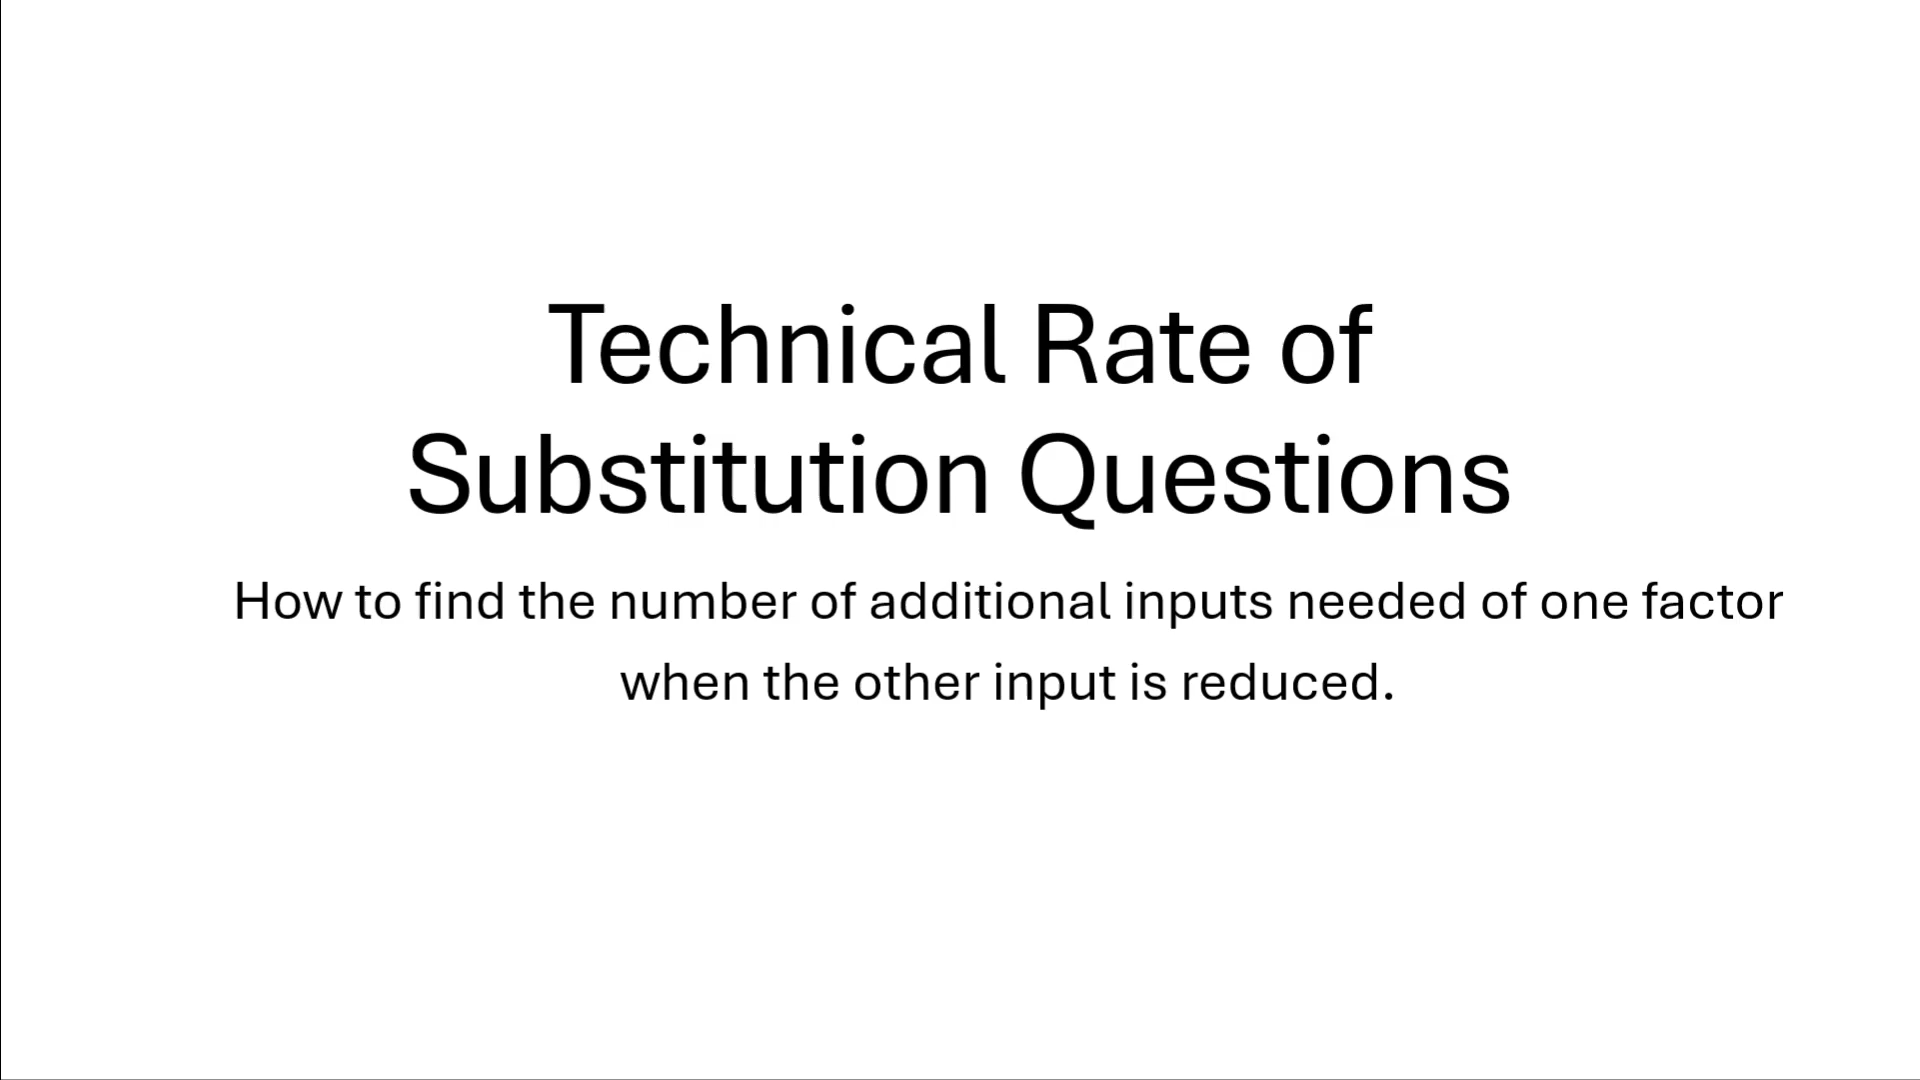 Technical Rate of
Substitution Questions
How to find the number of additional inputs needed of one factor
when the other input is reduced.